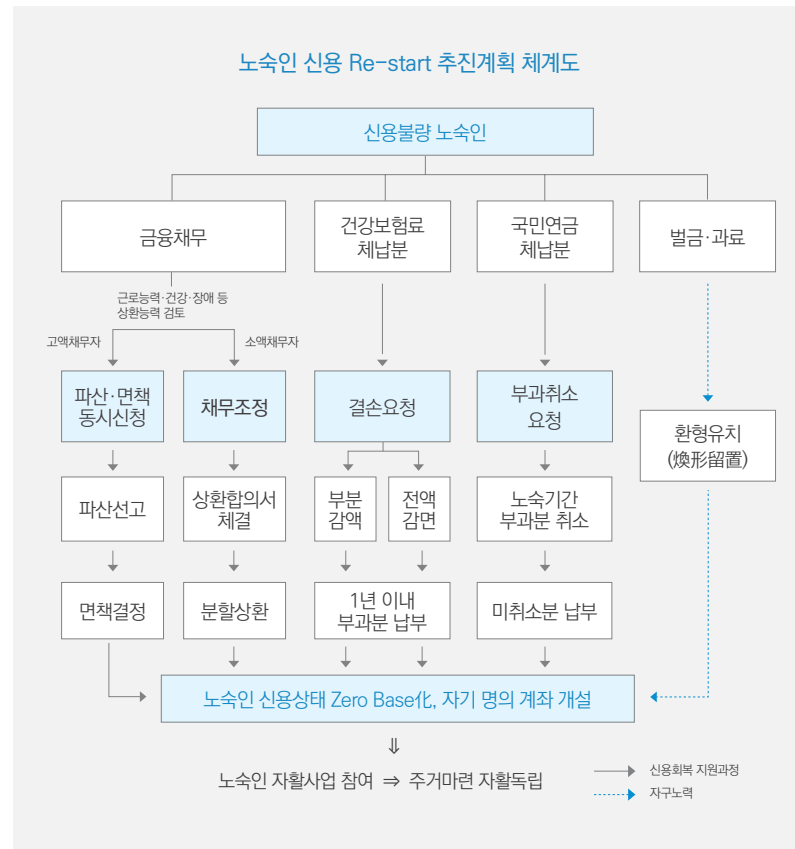 노숙인 신용 Re-start 추진계획 체계도
신용불량 노숙인
금융채무
건강보험료
체납분
국민연금
체납분
벌금·과료
근로능력·건강·장애 등
상환능력 검토
고액채무자
소액채무자
파산·면책
동시신청
채무조정
결손요청
부과취소
요청
환형유치
(煥形留置)
파산선고
상환합의서
체결
부분
감액
전액
감면
노숙기간
부과분 취소
면책결정
분할상환
1년 이내
부과분 납부
미취소분 납부
노숙인 신용상태 Zero Base化, 자기 명의 계좌 개설
⇓
노숙인 자활사업 참여 ⇒ 주거마련 자활독립
신용회복 지원과정
자구노력